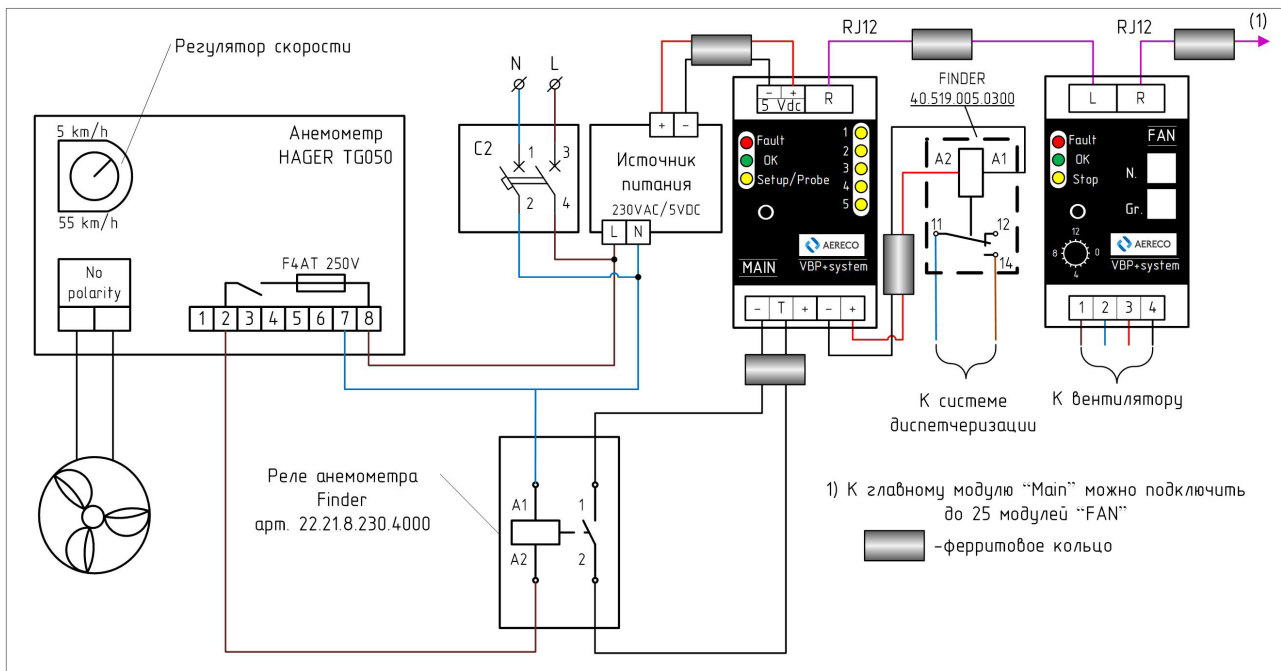 Регулятор скорости
5 km/h
55 km/h
Анемометр
HAGER TG050
No
polarity
F4AT 250V
1 2 3 4 5 6 7 8
N L
C2
1 3
2 4
+ -
Источник
питания
230VAC/5VDC
L N
- +
5 Vdc
R
Fault
OK
Setup/Probe
1
2
3
4
5
AERECO
MAIN
VBP+system
- T + - +
RJ12
RJ12
(1)
FINDER
40.519.005.0300
A2 A1
11 12
14
К системе
диспетчеризации
L R
Fault
OK
Stop
FAN
N.
Gr.
12
8 0
4
AERECO
VBP+system
1 2 3 4
К вентилятору
Реле анемометра
Finder
арт. 22.21.8.230.4000
A1 1
A2 2
1) К главному модулю “Main” можно подключить
до 25 модулей “FAN”
-ферритовое кольцо